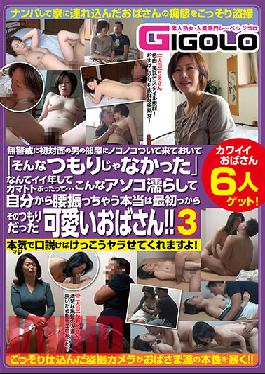 ナンパして家に連れ込んだおばさんの痴態をこっそり盗撮
GIGOLO
無警戒に初対面の男の部屋にノコノコついて来ておいて
「そんなつもりじゃなかった」
なんてイイ年して
カマトトぶったって、こんなアソコ濡らして
自分から腰振っちゃう本当は最初っから
そのつもりだった可愛いおばさん!! 3
本気で口説けばけっこうヤラせてくれますよ!
カワイイおばさん
6人
ゲット!
こっそり仕込んだ盗撮カメラがおばさま達の本性を暴く!!